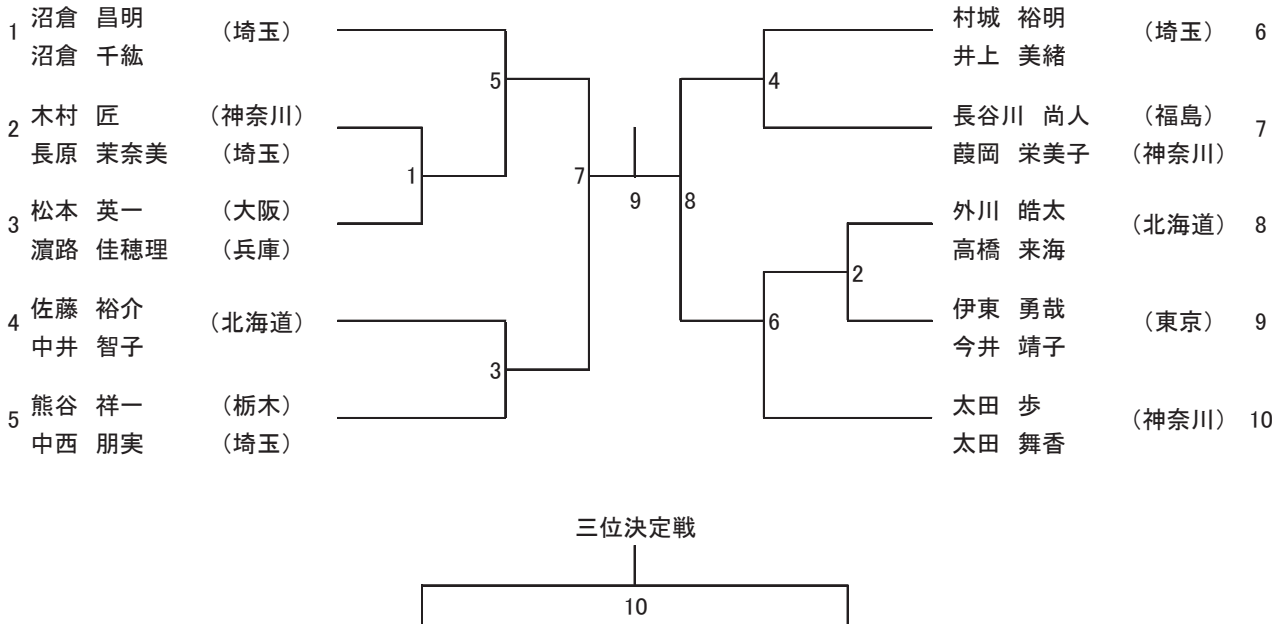 1 沼倉 昌明 (埼玉)
沼倉 千紘
2 木村 匠 (神奈川)
長原 茉奈美 (埼玉)
3 松本 英一 (大阪)
濵路 佳穂理 (兵庫)
4 佐藤 裕介 (北海道)
中井 智子
5 熊谷 祥一 (栃木)
中西 朋実 (埼玉)
5
1
7
3
9
8
4
2
6
村城 裕明 (埼玉) 6
井上 美緒
長谷川 尚人 (福島) 7
葭岡 栄美子 (神奈川)
外川 皓太 (北海道) 8
高橋 来海
伊東 勇哉 (東京) 9
今井 靖子
太田 歩 (神奈川) 10
太田 舞香
三位決定戦
10